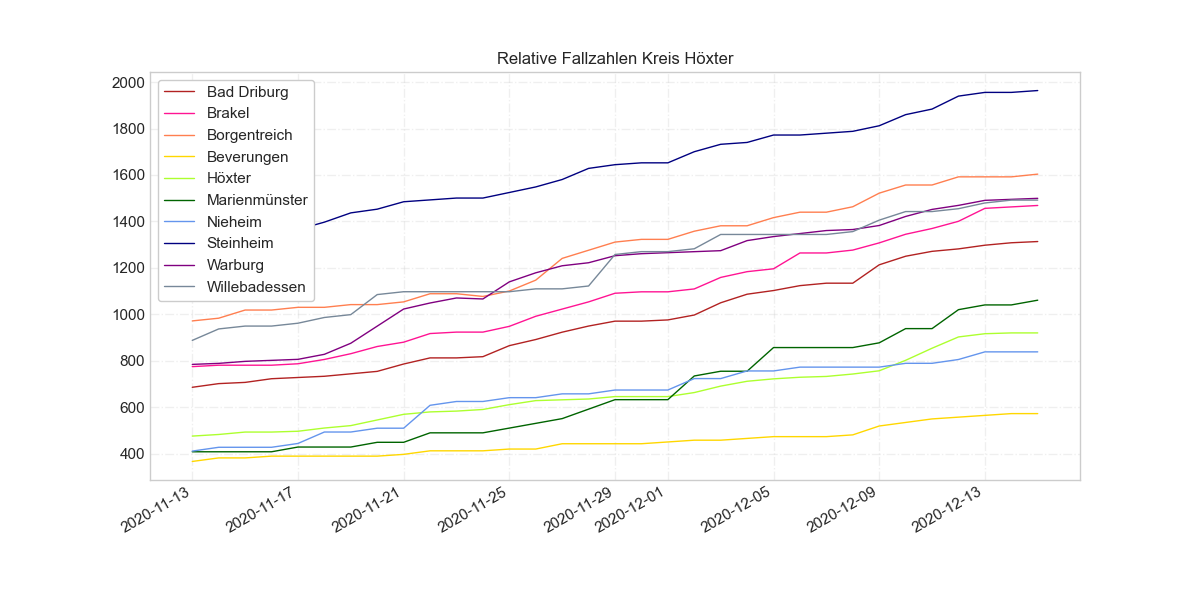 Relative Fallzahlen Kreis Höxter
2000
1800
1600
1400
1200
1000
800
600
400
Bad Driburg
Brakel
Borgentreich
Beverungen
Höxter
Marienmünster
Nieheim
Steinheim
Warburg
Willebadessen
2020-11-13
2020-11-17
2020-11-21
2020-11-25
2020-11-29
2020-12-01
2020-12-05
2020-12-09
2020-12-13